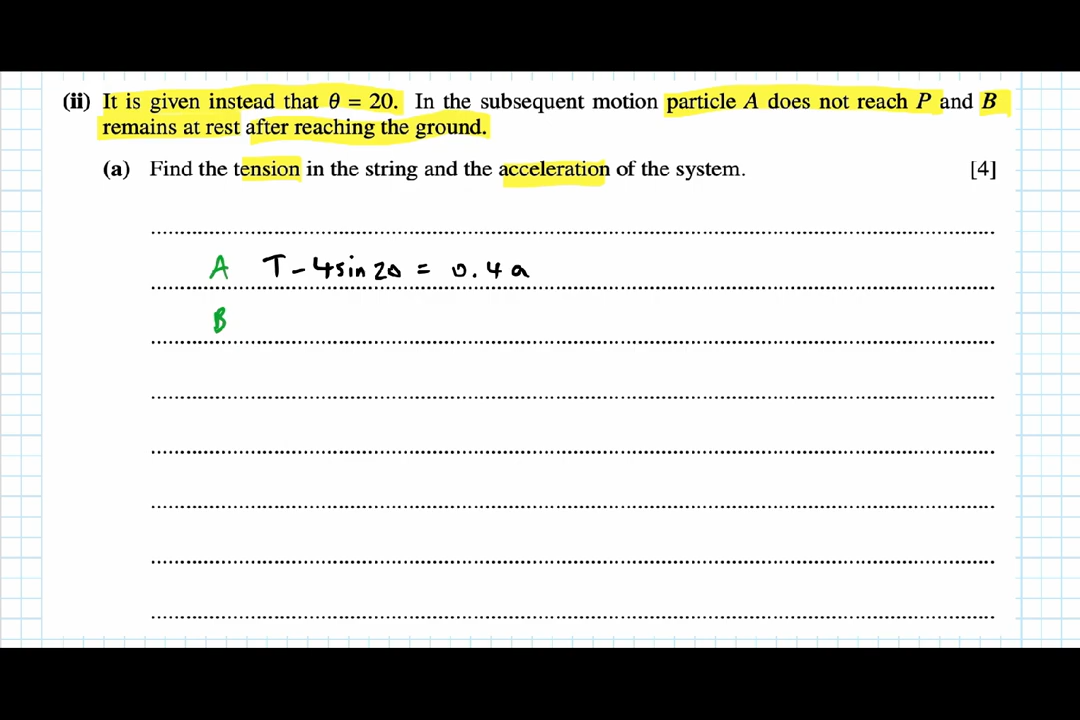 (ii) It is given instead that θ = 20. In the subsequent motion particle A does not reach P and B
remains at rest after reaching the ground.
(a) Find the tension in the string and the acceleration of the system. [4]
A T - 4 sin 20 = 0.4a
B